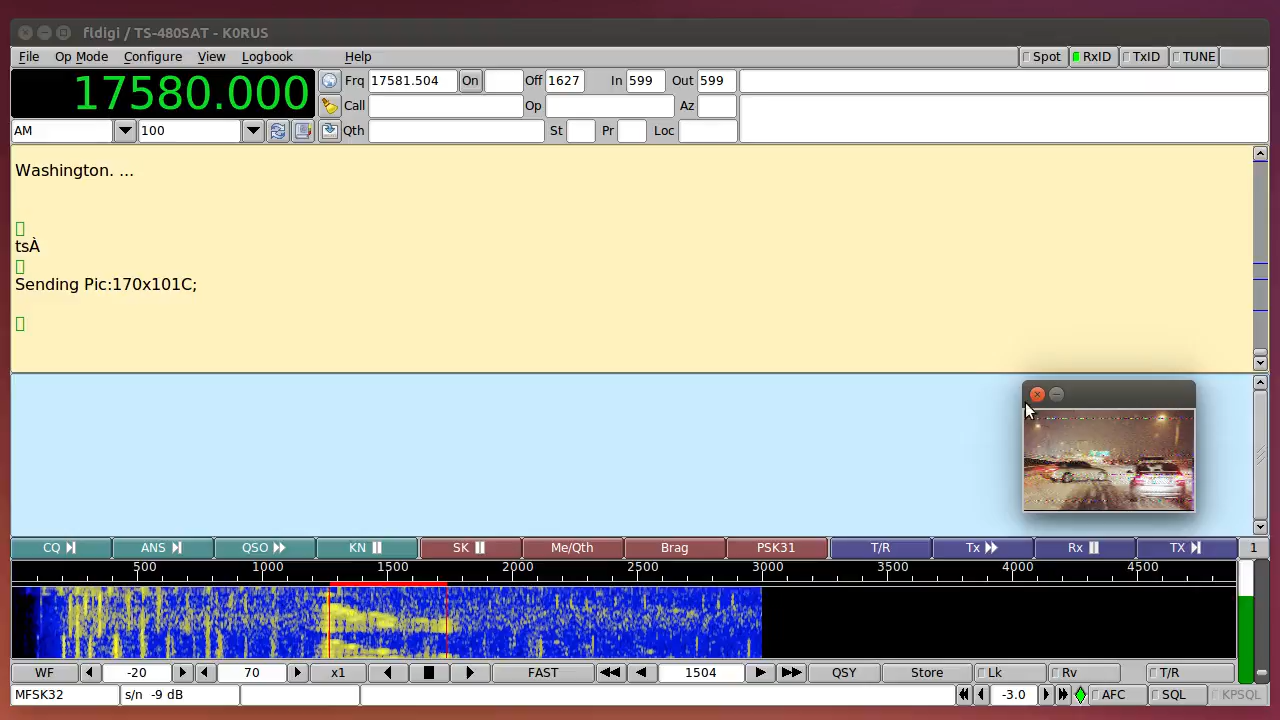 fldigi / TS-480SAT - K0RUS
File Op Mode Configure View Logbook Help Spot RxID TxID TUNE
17580.000 Frq 17581.504 On Off 1627 In 599 Out 599
Call Op Az
AM 100 Qth St Pr Loc
Washington. ...
tsÀ
Sending Pic:170x101C;
CQ ANS QSO KN SK Me/Qth Brag PSK31 T/R Tx Rx TX 1
500 1000 1500 2000 2500 3000 3500 4000 4500
WF -20 70 x1 FAST 1504 QSY Store Lk Rv T/R
MFSK32 s/n -9 dB -3.0 AFC SQL KPSQL